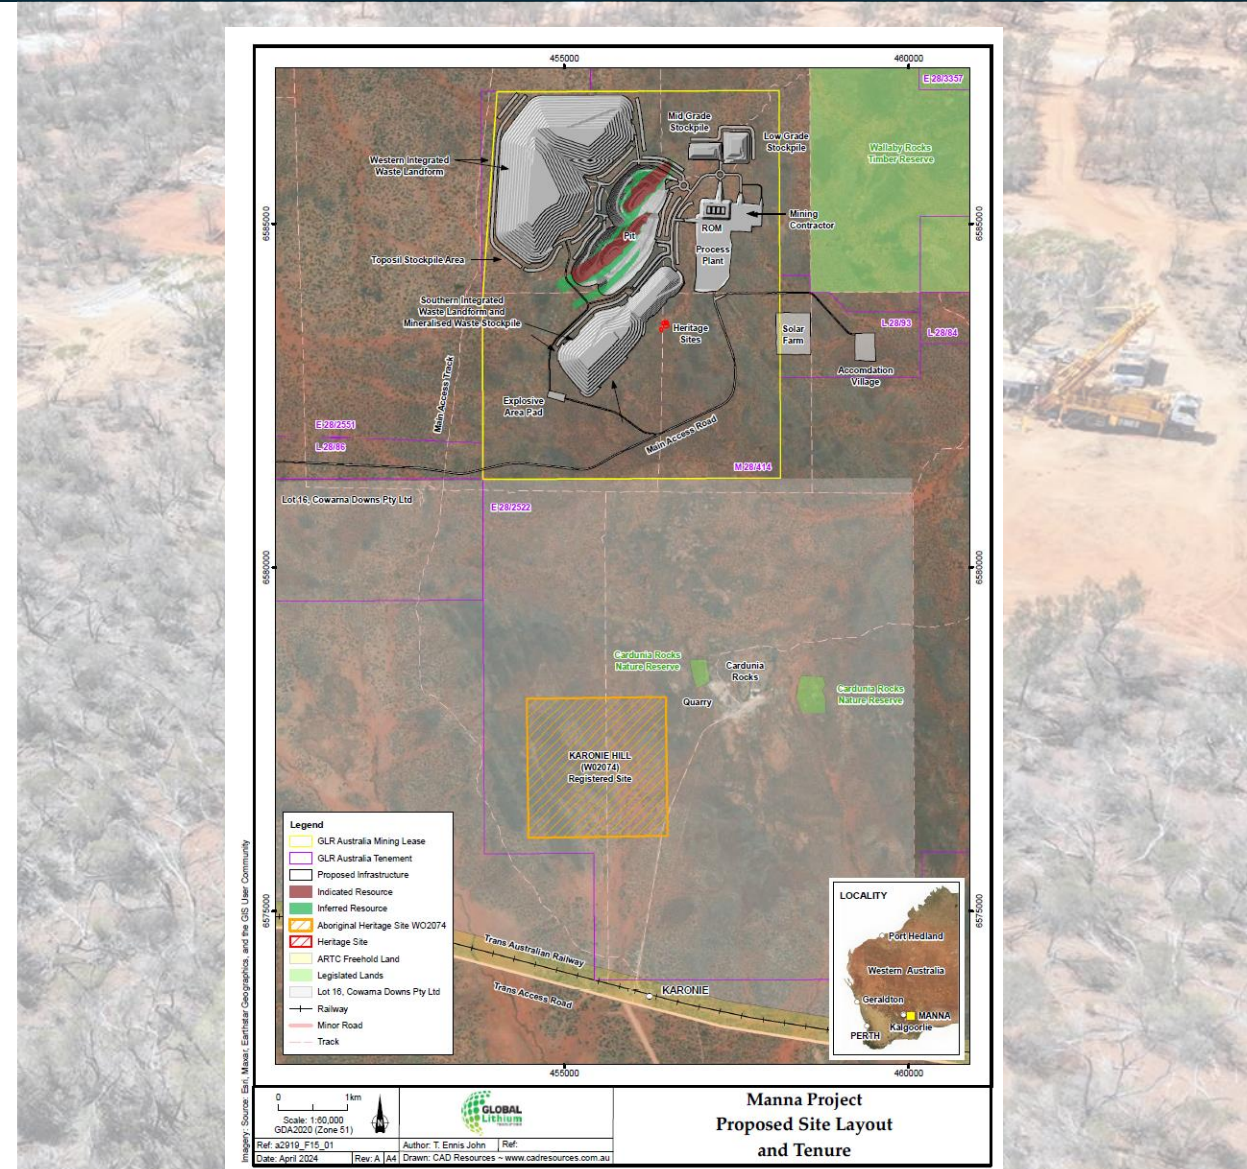 455000
460000
E 28/3357
Mid Grade
Stockpile
Low Grade
Stockpile
Wallaby Rocks
Timber Reserve
Western Integrated
Waste Landform
6585000
6585000
Mining
Contractor
ROM
Pit
Process
Plant
Toposil Stockpile Area
Southern Integrated
Waste Landform and
Mineralised Waste Stockpile
Heritage
Sites
Solar
Farm
L 28/93
L 28/84
Accomdation
Village
Main Access Track
Explosive
Area Pad
Main Access Road
E 28/2551
L 28/86
M 28/414
Lot 16, Cowarna Downs Pty Ltd
E 28/2522
6580000
6580000
Cardunia Rocks
Nature Reserve
Cardunia
Rocks
Quarry
Cardunia Rocks
Nature Reserve
KARONIE HILL
(W02074)
Registered Site
Legend
GLR Australia Mining Lease
GLR Australia Tenement
Proposed Infrastructure
Indicated Resource
Inferred Resource
Aboriginal Heritage Site WO2074
Heritage Site
ARTC Freehold Land
Legislated Lands
Lot 16, Cowarna Downs Pty Ltd
Railway
Minor Road
Track
6575000
6575000
Trans Australian Railway
Trans Access Road
KARONIE
LOCALITY
Port Hedland
Western Australia
Geraldton
MANNA
Kalgoorlie
PERTH
455000
460000
Imagery: Source: Esri, Maxar, Earthstar Geographics, and the GIS User Community
0 1km
Scale: 1:60,000
GDA2020 (Zone 51)
N
Ref: a2919_F15_01
Date: April 2024
Rev: A
A4
GLOBAL
Lithium
Author: T. Ennis John
Ref:
Drawn: CAD Resources ~ www.cadresources.com.au
Manna Project
Proposed Site Layout
and Tenure